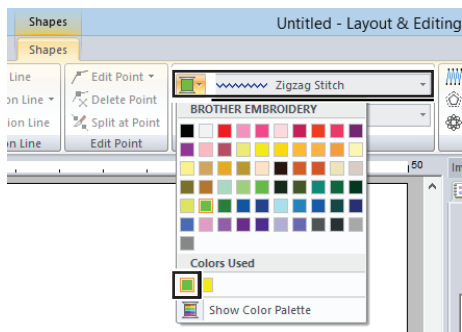 Shapes
Untitled - Layout & Editing
Shapes
Line
Edit Point
Zigzag Stitch
on Line
Delete Point
ion Line
Split at Point
n Line
Edit Point
BROTHER EMBROIDERY
50
Im
Colors Used
Show Color Palette